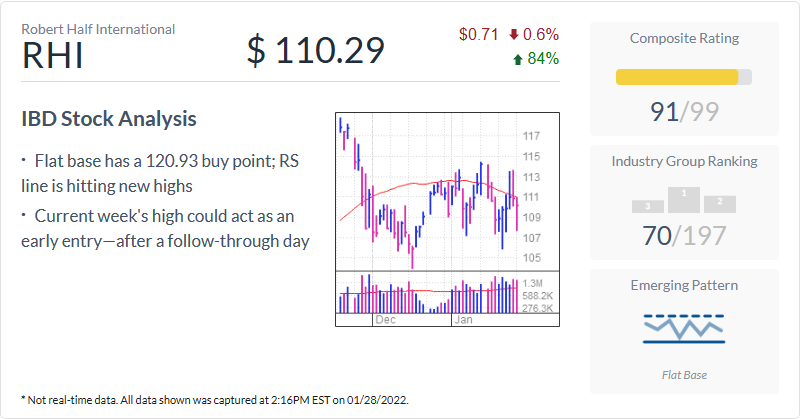 Robert Half International
RHI
$ 110.29
$0.71 0.6%
84%
IBD Stock Analysis
· Flat base has a 120.93 buy point; RS
line is hitting new highs
· Current week's high could act as an
early entry—after a follow-through day
117
115
113
111
109
107
105
1.3M
588.2K
276.3K
Dec
Jan
Composite Rating
91/99
Industry Group Ranking
3
1
2
70/197
Emerging Pattern
Flat Base
* Not real-time data. All data shown was captured at 2:16PM EST on 01/28/2022.